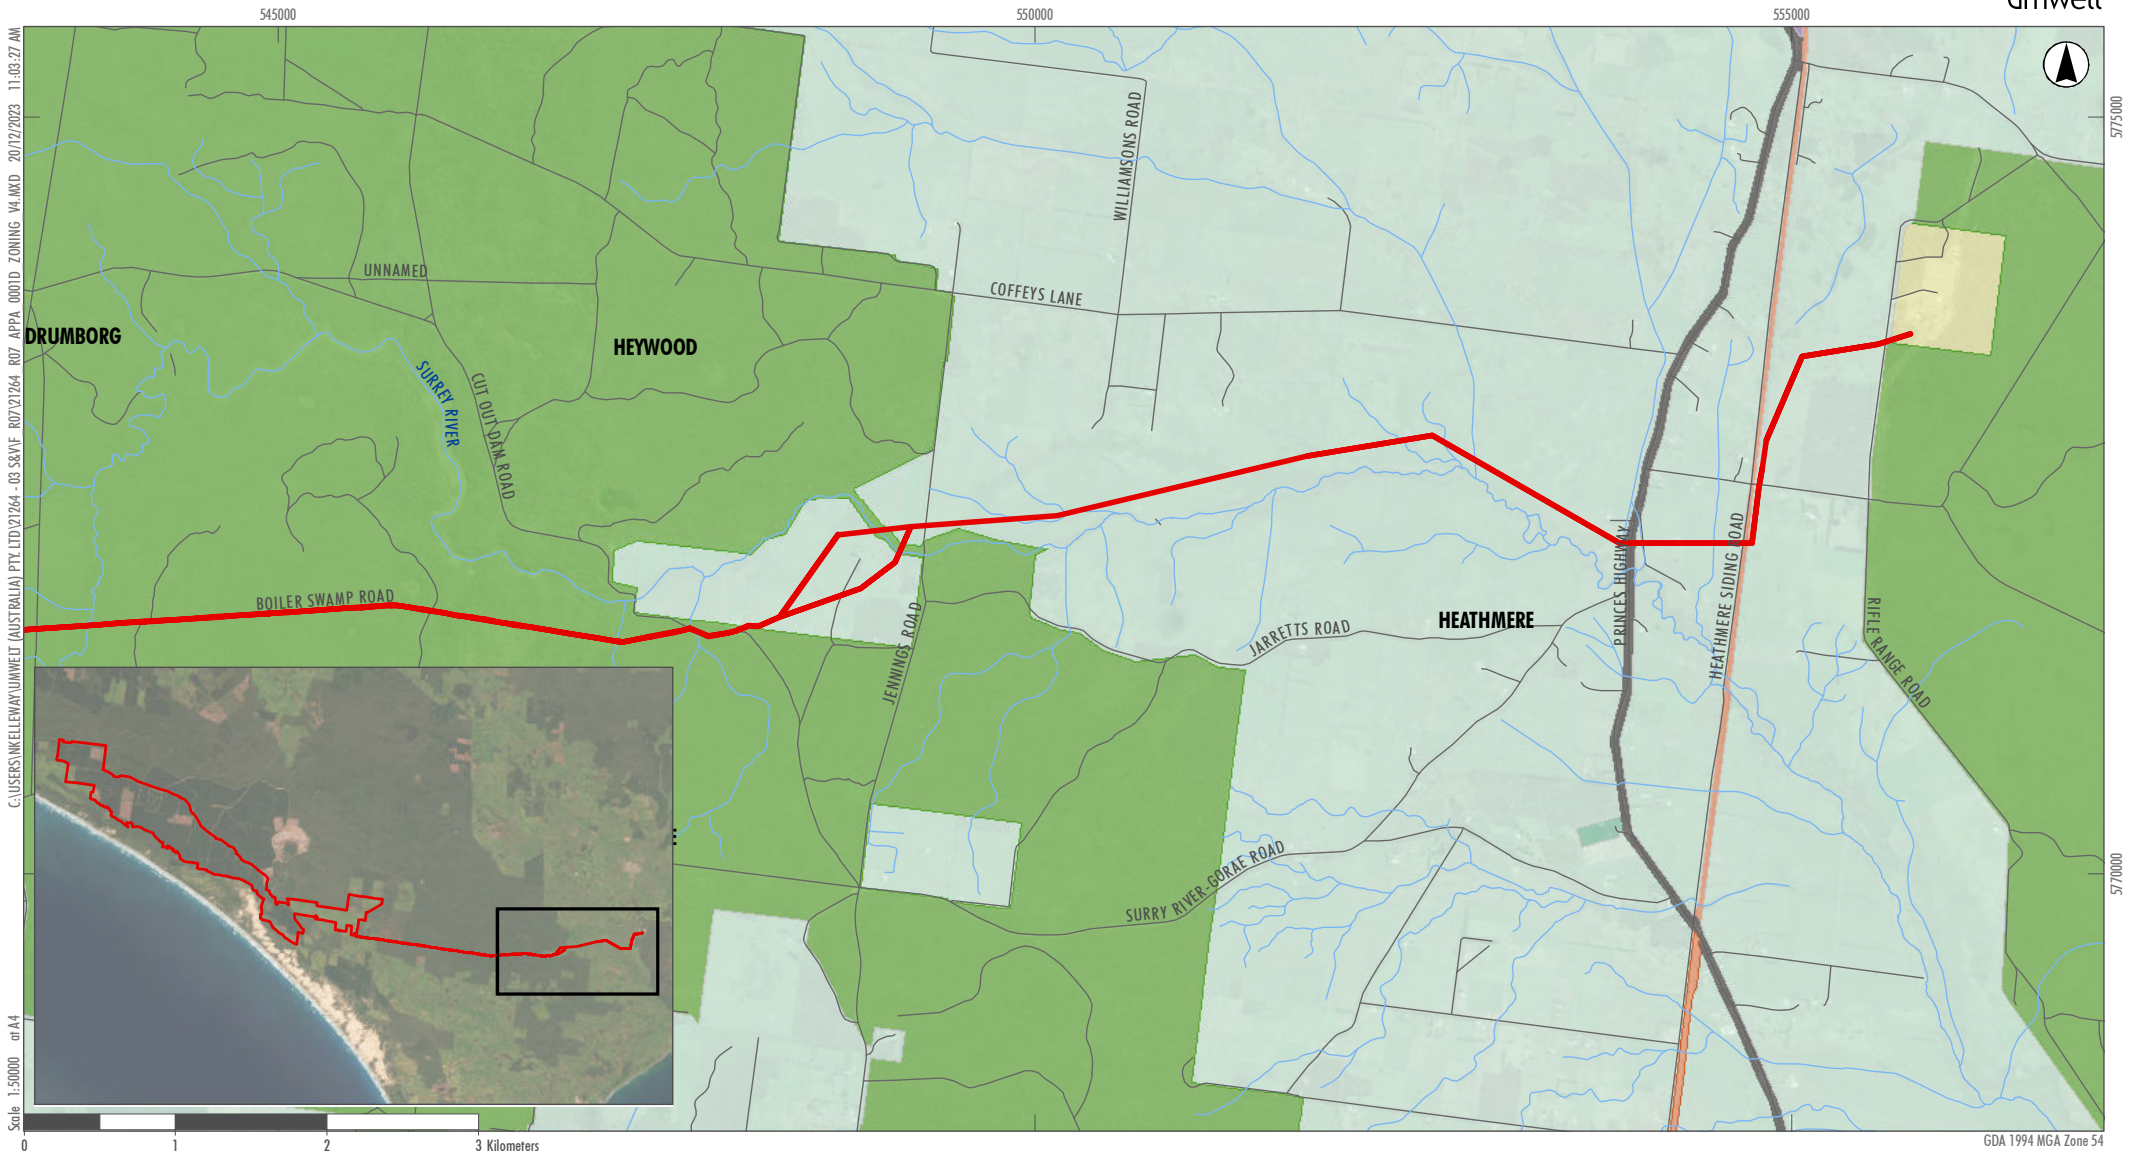 umwell
545000
550000
555000
5775000
5770000
C:\USERS\NKELLEWAY\UMWELT (AUSTRALIA) PTY. LTD\21264 - 03 S&V\F R07\21264 R07 APPA 0001D ZONING V4.MXD 20/12/2023 11:03:27 AM
Scale 1:50000 at A4
WILLIAMSONS ROAD
UNNAMED
COFFEYS LANE
DRUMBORG
HEYWOOD
SURREY RIVER
CUT OUT DAM ROAD
BOILER SWAMP ROAD
JENNINGS ROAD
JARRETTS ROAD
HEATHMERE
PRINCES HIGHWAY
HEATHMERE SIDING ROAD
RIFLE RANGE ROAD
SURRY RIVER-GORAE ROAD
0 1 2 3 Kilometers
GDA 1994 MGA Zone 54